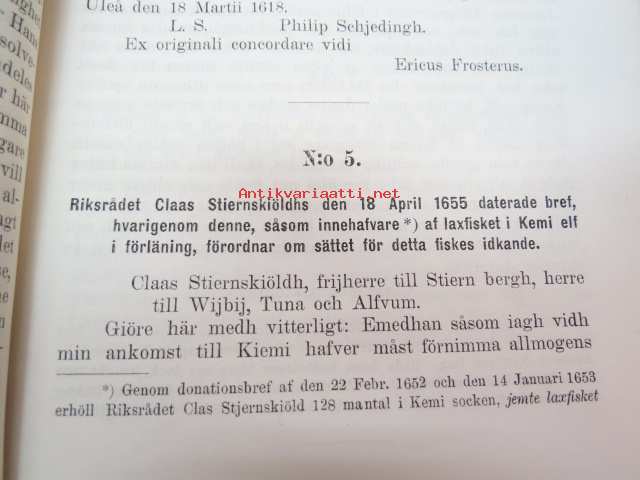 Uleå den 18 Martii 1618.
L. S. Philip Schjedingh.
Ex originali concordare vidi
Ericus Frosterus.
N:o 5.
Antikvariaatti.net
Riksrådet Claas Stiernskiöldhs den 18 April 1655 daterade bref,
hvarigenom denne, såsom innehafvare *) af laxfisket i Kemi elf
i förläning, förordnar om sättet för detta fiskes idkande.
Claas Stiernskiöldh, frijherre till Stiern bergh, herre
till Wijbij, Tuna och Alfvum.
Giöre här medh vitterligt: Emedhan såsom iagh vidh
min ankomst till Kiemi hafver måst förnimma allmogens
*) Genom donationsbref af den 22 Febr. 1652 och den 14 Januari 1653
erhöll Riksrådet Clas Stjernskiöld 128 mantal i Kemi socken, jemte laxfisket